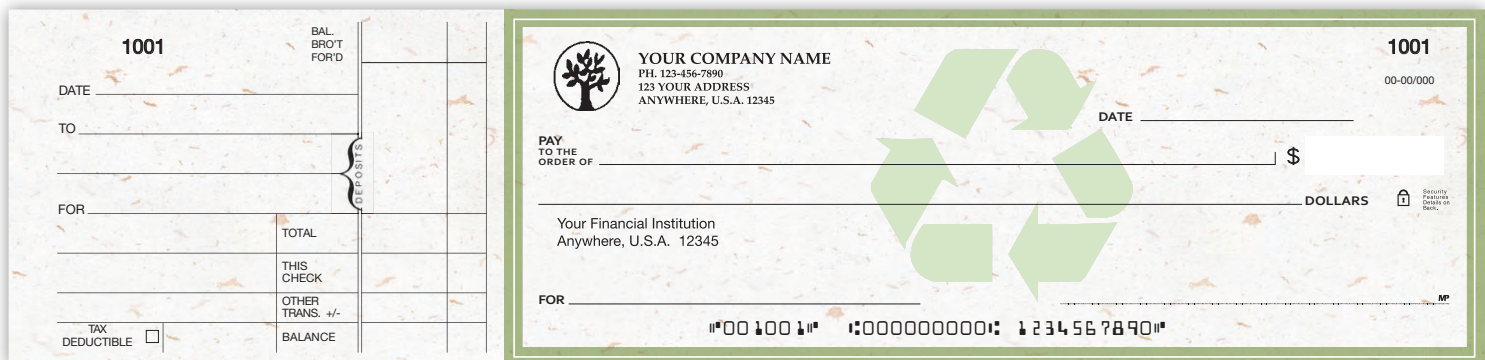 1001
BAL.
BRO'T
FOR'D
DATE
TO
DEPOSITS
FOR
TOTAL
THIS
CHECK
OTHER
TRANS. +/-
TAX
DEDUCTIBLE
BALANCE
YOUR COMPANY NAME
PH. 123-456-7890
123 YOUR ADDRESS
ANYWHERE, U.S.A. 12345
1001
00-00/000
DATE
PAY
TO THE
ORDER OF
$
DOLLARS
Security
Features
Details on
Back.
Your Financial Institution
Anywhere, U.S.A. 12345
FOR
MP
⑈001001⑈ ⑆000000000⑆ 1234567890⑈